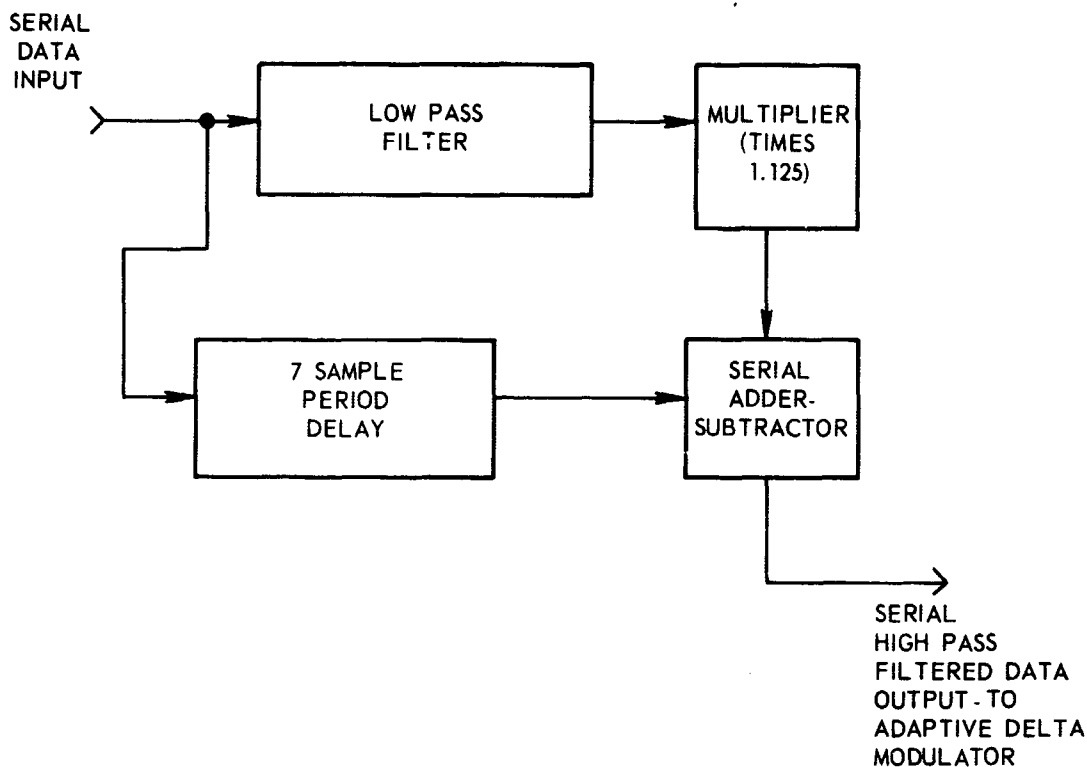 SERIAL
DATA
INPUT
LOW PASS
FILTER
MULTIPLIER
(TIMES
1.125)
7 SAMPLE
PERIOD
DELAY
SERIAL
ADDER-
SUBTRACTOR
SERIAL
HIGH PASS
FILTERED DATA
OUTPUT-TO
ADAPTIVE DELTA
MODULATOR